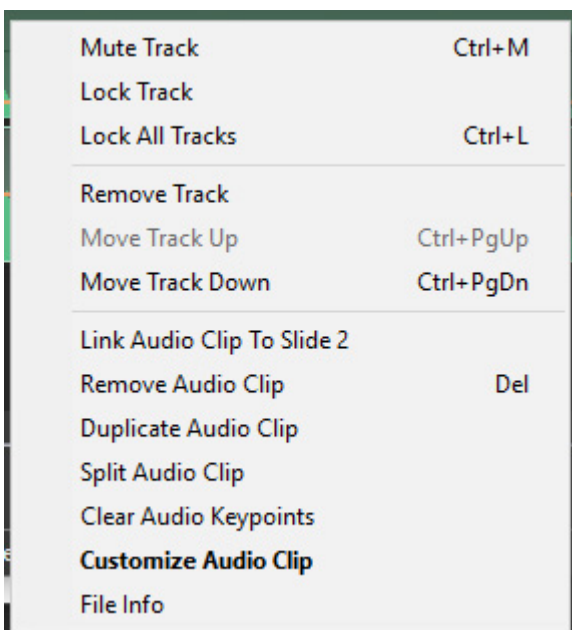 Mute Track Ctrl+M
Lock Track
Lock All Tracks Ctrl+L
Remove Track
Move Track Up Ctrl+PgUp
Move Track Down Ctrl+PgDn
Link Audio Clip To Slide 2
Remove Audio Clip Del
Duplicate Audio Clip
Split Audio Clip
Clear Audio Keypoints
Customize Audio Clip
File Info